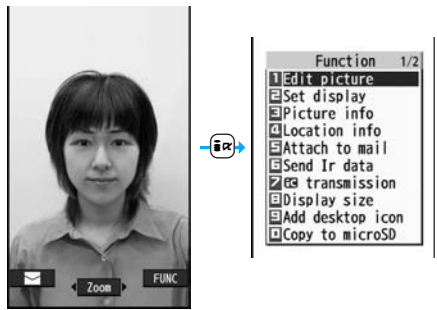 Zoom
FUNC
iα
Function 1/2
1 Edit picture
2 Set display
3 Picture info
4 Location info
5 Attach to mail
6 Send Ir data
7 iC transmission
8 Display size
9 Add desktop icon
0 Copy to microSD